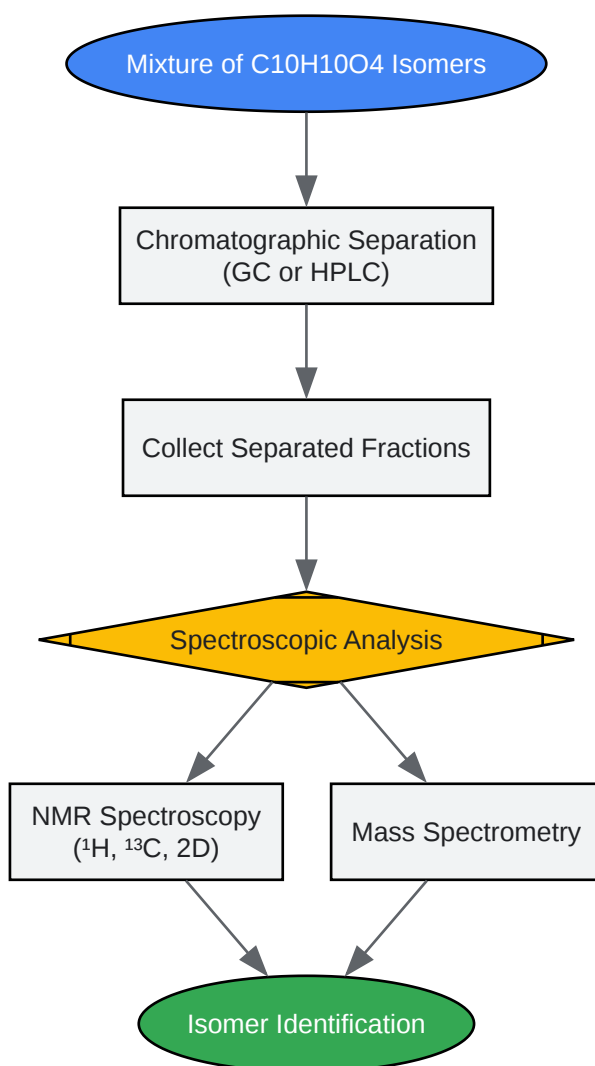 Mixture of C10H10O4 Isomers
Chromatographic Separation
(GC or HPLC)
Collect Separated Fractions
Spectroscopic Analysis
NMR Spectroscopy
(¹H, ¹³C, 2D)
Mass Spectrometry
Isomer Identification